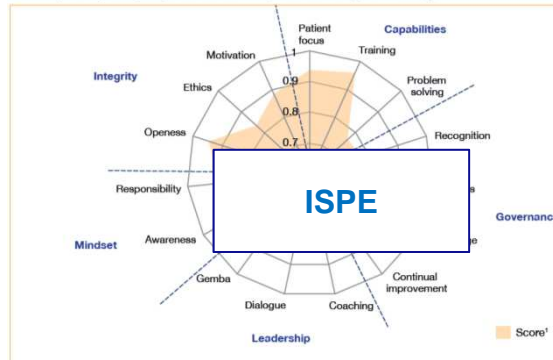 Patient
focus
Capabilities
Motivation
Training
Integrity
Ethics
Problem
solving
Openess
Recognition
1
0.9
0.8
0.7
Responsibility
ISPE
Governanc
Mindset
Awareness
Gemba
Continual
improvement
Dialogue
Coaching
Leadership
Score¹